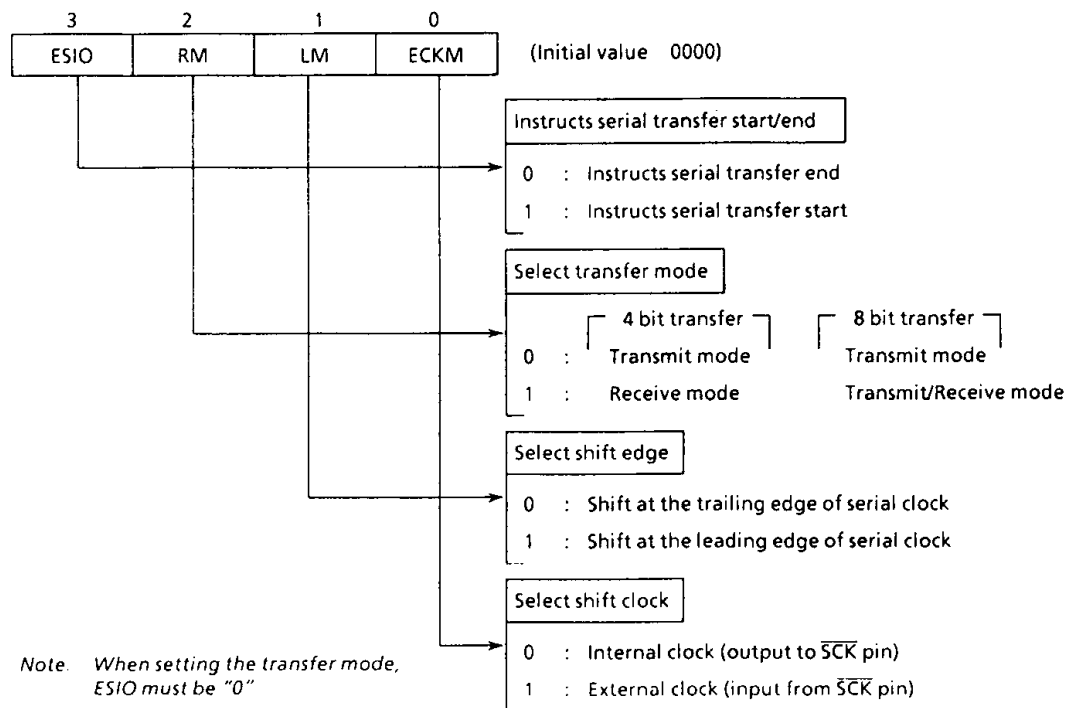 3 2 1 0
ESIO RM LM ECKM (Initial value 0000)
Instructs serial transfer start/end
0 : Instructs serial transfer end
1 : Instructs serial transfer start
Select transfer mode
4 bit transfer 8 bit transfer
0 : Transmit mode Transmit mode
1 : Receive mode Transmit/Receive mode
Select shift edge
0 : Shift at the trailing edge of serial clock
1 : Shift at the leading edge of serial clock
Select shift clock
0 : Internal clock (output to S̅C̅K̅ pin)
1 : External clock (input from S̅C̅K̅ pin)
Note. When setting the transfer mode,
ESIO must be "0"